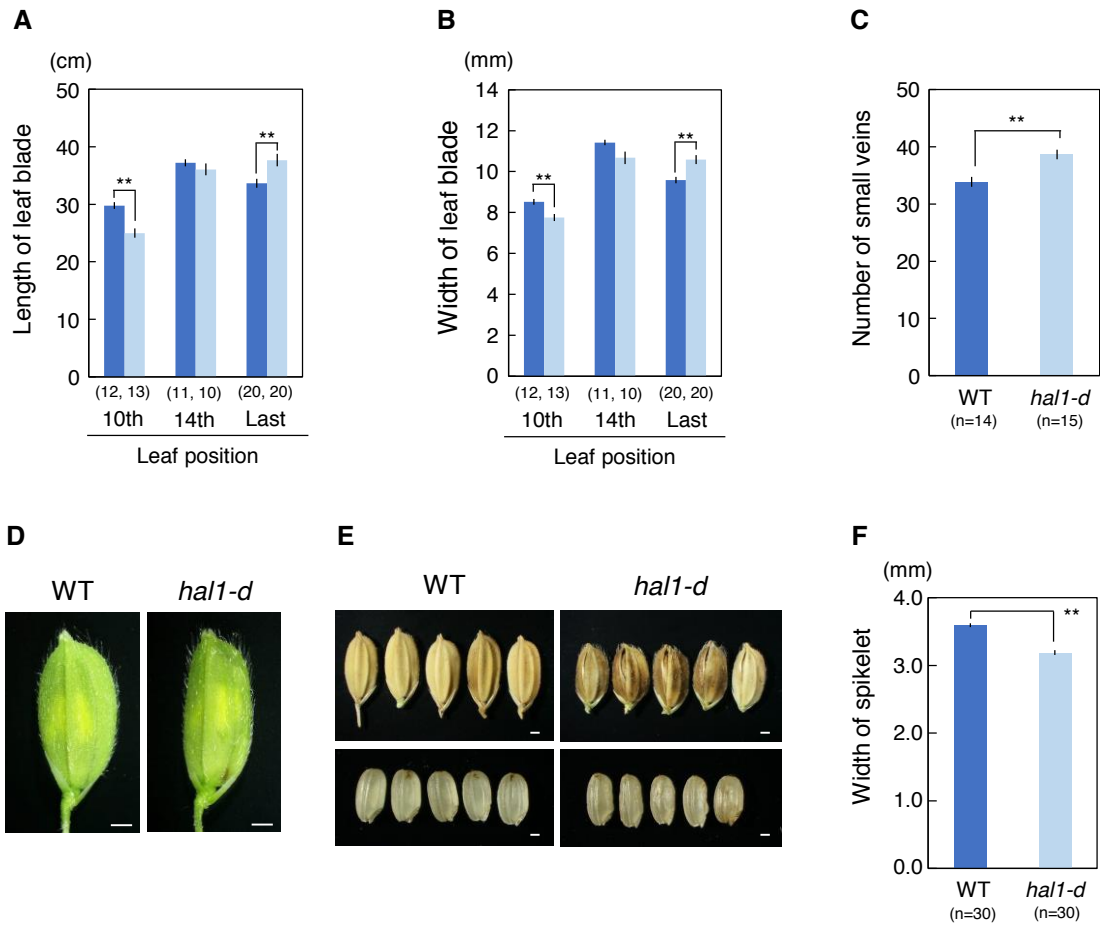 A
(cm)
Length of leaf blade
50
40
30
20
10
0
**
**
(12, 13) (11, 10) (20, 20)
10th 14th Last
Leaf position
B
(mm)
Width of leaf blade
14
12
10
8
6
4
2
0
**
**
(12, 13) (11, 10) (20, 20)
10th 14th Last
Leaf position
C
Number of small veins
50
40
30
20
10
0
**
WT hal1-d
(n=14) (n=15)
D
WT hal1-d
E
WT hal1-d
F
(mm)
Width of spikelet
4.0
3.0
2.0
1.0
0.0
**
WT hal1-d
(n=30) (n=30)